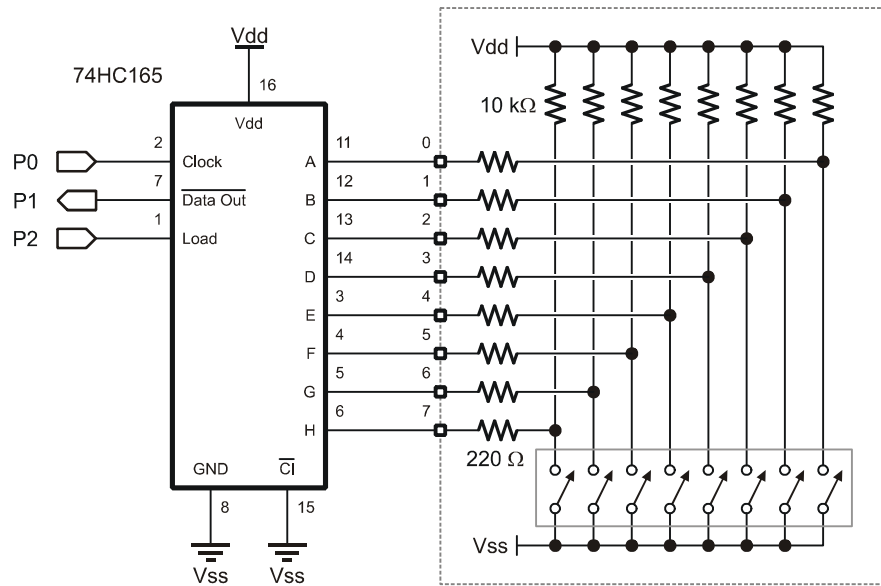 Vdd
74HC165
16
Vdd
P0
2
Clock
A
11
0
P1
7
Data Out
B
12
1
P2
1
Load
C
13
2
D
14
3
E
3
4
F
4
5
G
5
6
H
6
7
GND
CI
8
15
Vss
Vss
Vdd
10 kΩ
220 Ω
Vss